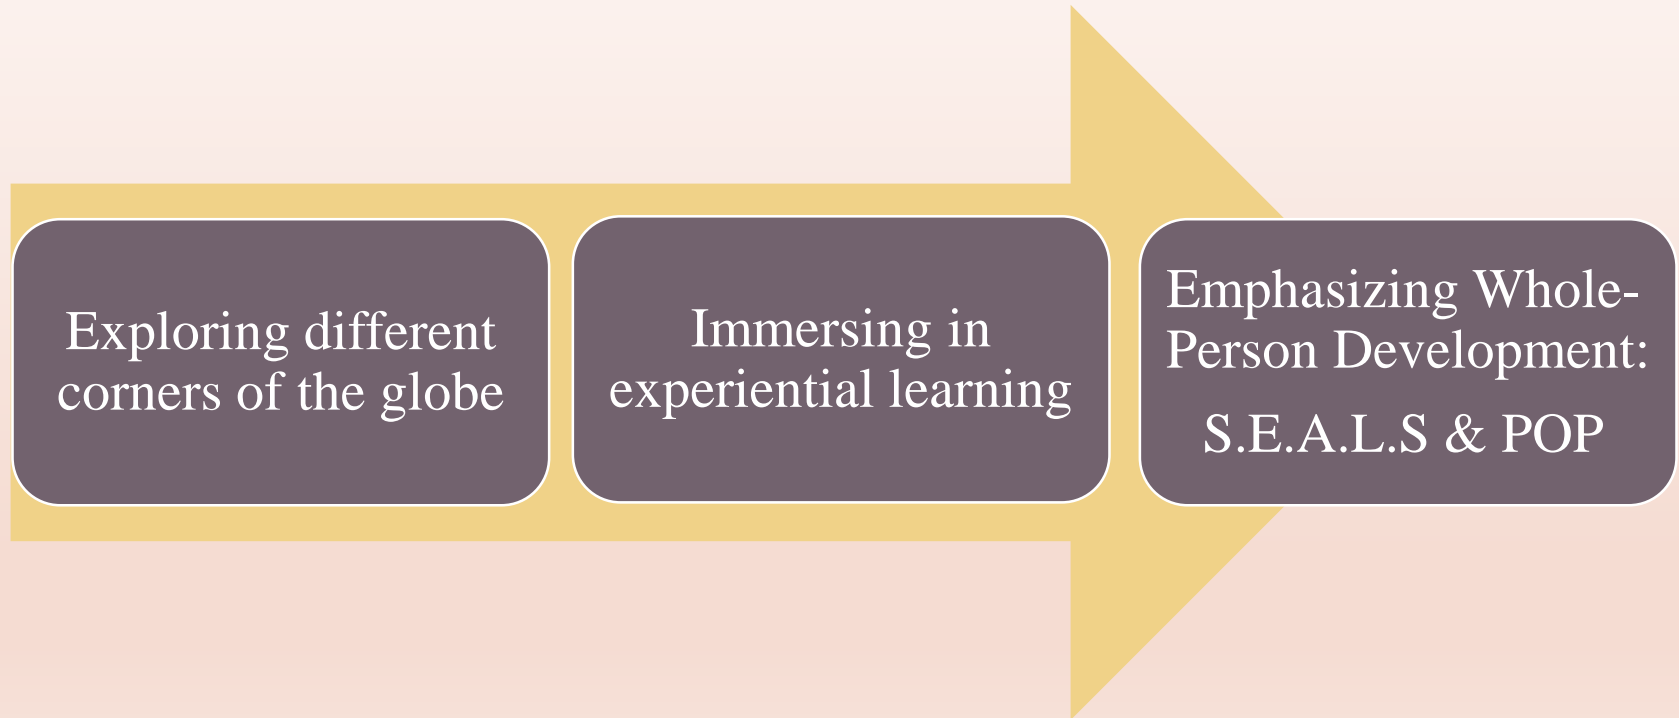 Exploring different
corners of the globe
Immersing in
experiential learning
Emphasizing Whole-
Person Development:
S.E.A.L.S & POP